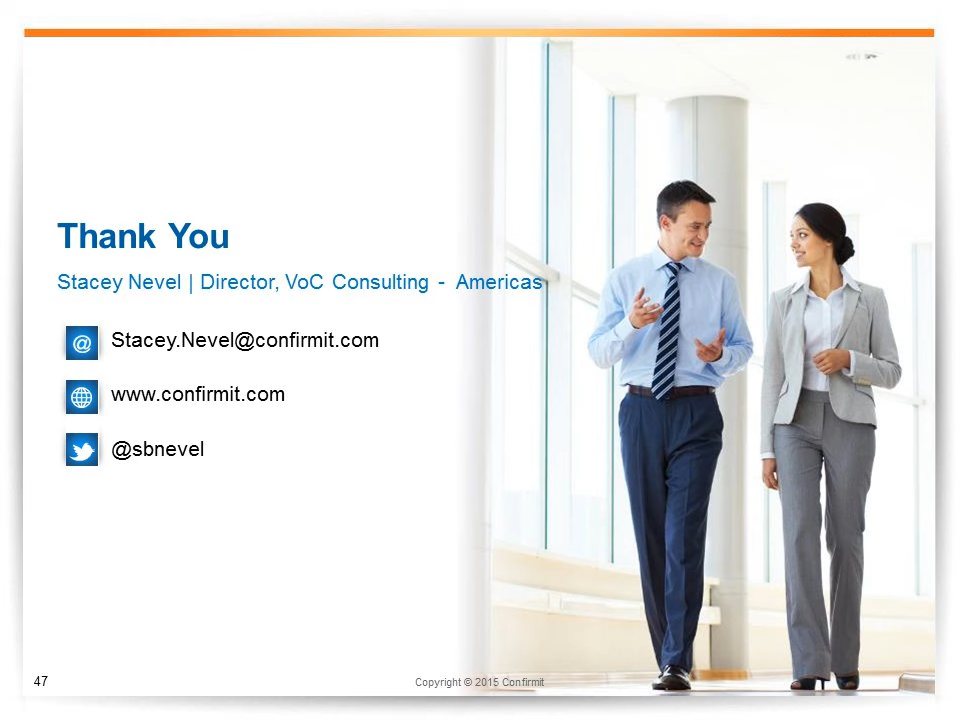 Thank You
Stacey Nevel | Director, VoC Consulting - Americas
@ Stacey.Nevel@confirmit.com
www.confirmit.com
@sbnevel
47
Copyright © 2015 Confirmit